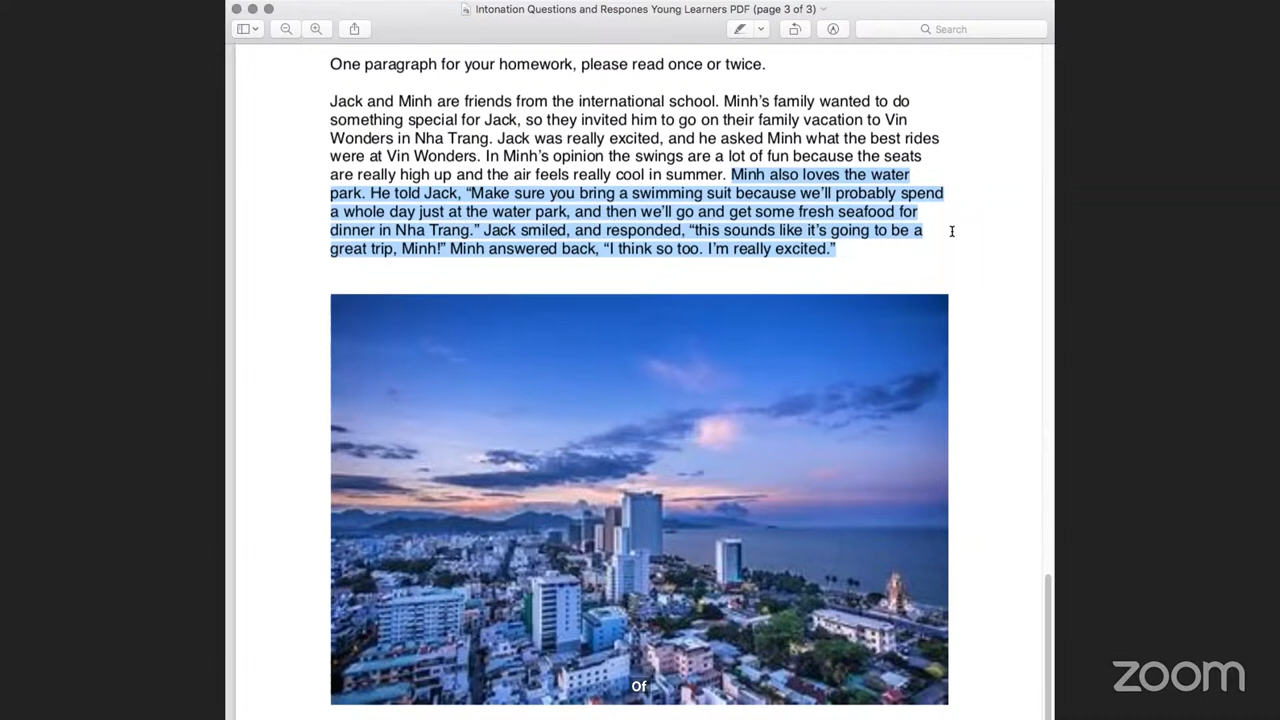 Intonation Questions and Respones Young Learners PDF (page 3 of 3)
Search
One paragraph for your homework, please read once or twice.
Jack and Minh are friends from the international school. Minh’s family wanted to do
something special for Jack, so they invited him to go on their family vacation to Vin
Wonders in Nha Trang. Jack was really excited, and he asked Minh what the best rides
were at Vin Wonders. In Minh’s opinion the swings are a lot of fun because the seats
are really high up and the air feels really cool in summer. Minh also loves the water
park. He told Jack, “Make sure you bring a swimming suit because we’ll probably spend
a whole day just at the water park, and then we’ll go and get some fresh seafood for
dinner in Nha Trang.” Jack smiled, and responded, “this sounds like it’s going to be a
great trip, Minh!” Minh answered back, “I think so too. I’m really excited.”
Of
zoom